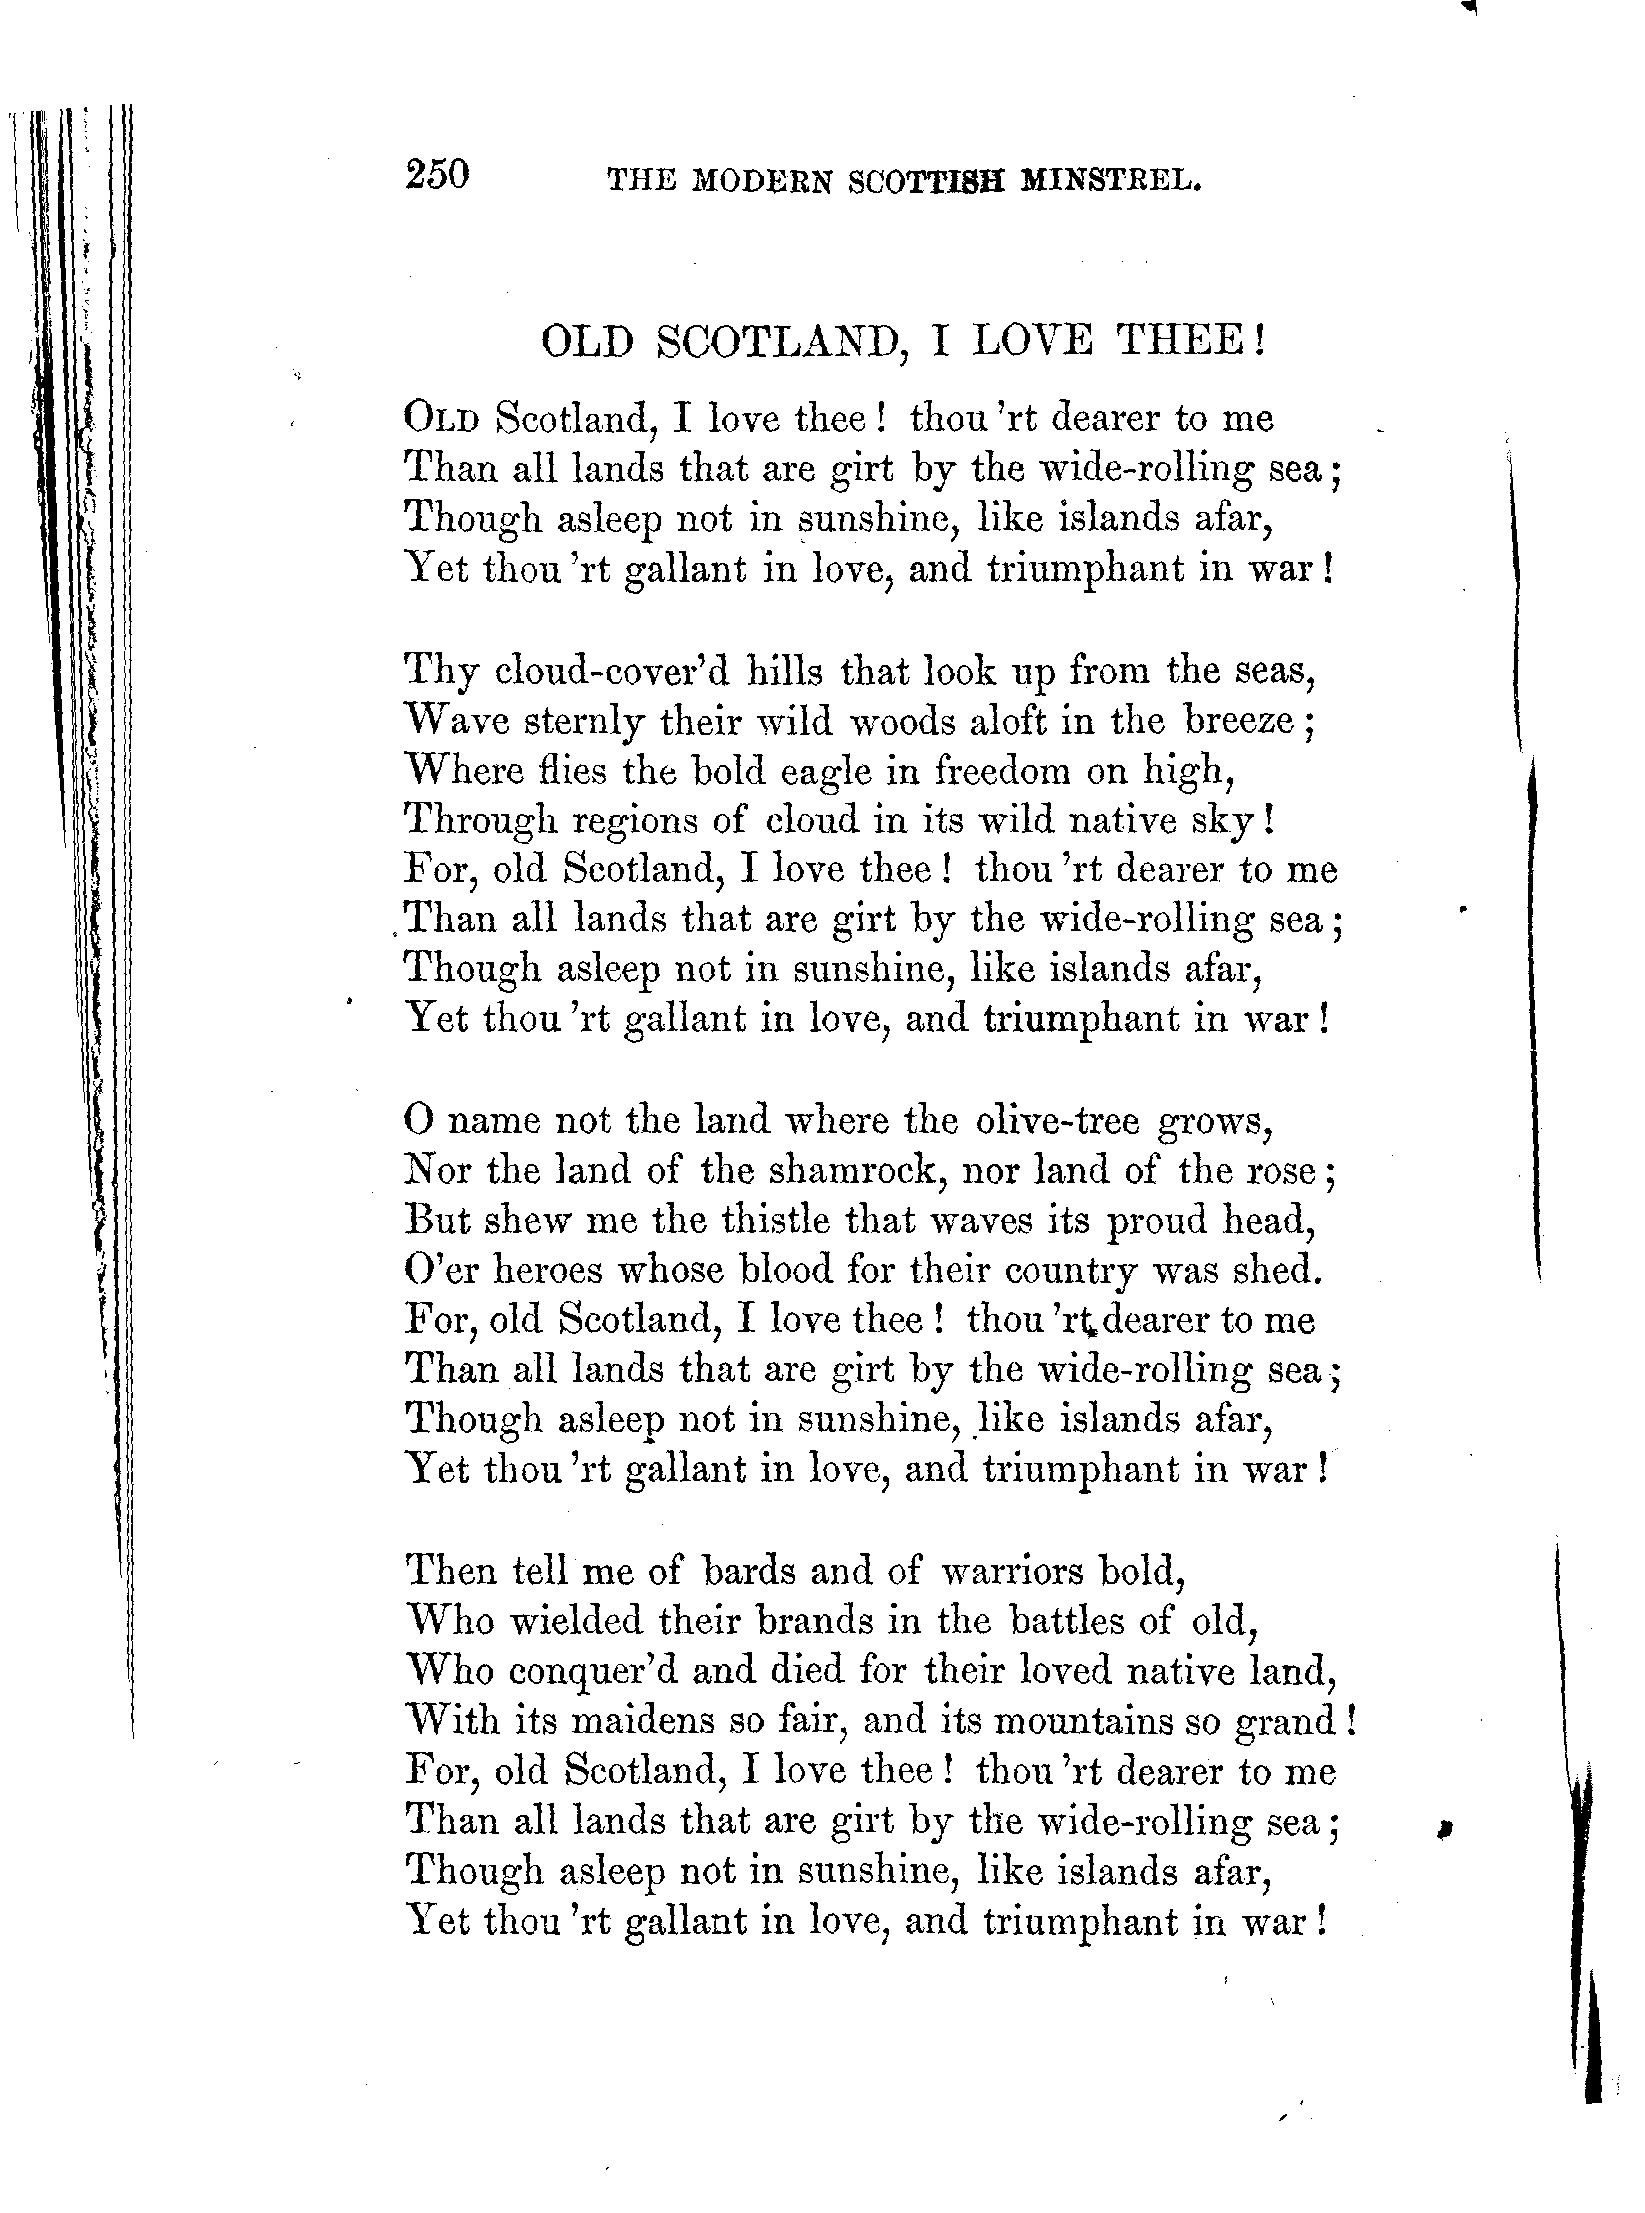 250 THE MODERN SCOTTISH MINSTREL.
OLD SCOTLAND, I LOVE THEE!
OLD Scotland, I love thee! thou 'rt dearer to me
Than all lands that are girt by the wide-rolling sea;
Though asleep not in sunshine, like islands afar,
Yet thou 'rt gallant in love, and triumphant in war!
Thy cloud-cover'd hills that look up from the seas,
Wave sternly their wild woods aloft in the breeze;
Where flies the bold eagle in freedom on high,
Through regions of cloud in its wild native sky!
For, old Scotland, I love thee! thou 'rt dearer to me
Than all lands that are girt by the wide-rolling sea;
Though asleep not in sunshine, like islands afar,
Yet thou 'rt gallant in love, and triumphant in war!
O name not the land where the olive-tree grows,
Nor the land of the shamrock, nor land of the rose;
But shew me the thistle that waves its proud head,
O'er heroes whose blood for their country was shed.
For, old Scotland, I love thee! thou 'rt dearer to me
Than all lands that are girt by the wide-rolling sea;
Though asleep not in sunshine, like islands afar,
Yet thou 'rt gallant in love, and triumphant in war!
Then tell me of bards and of warriors bold,
Who wielded their brands in the battles of old,
Who conquer'd and died for their loved native land,
With its maidens so fair, and its mountains so grand!
For, old Scotland, I love thee! thou 'rt dearer to me
Than all lands that are girt by the wide-rolling sea;
Though asleep not in sunshine, like islands afar,
Yet thou 'rt gallant in love, and triumphant in war!